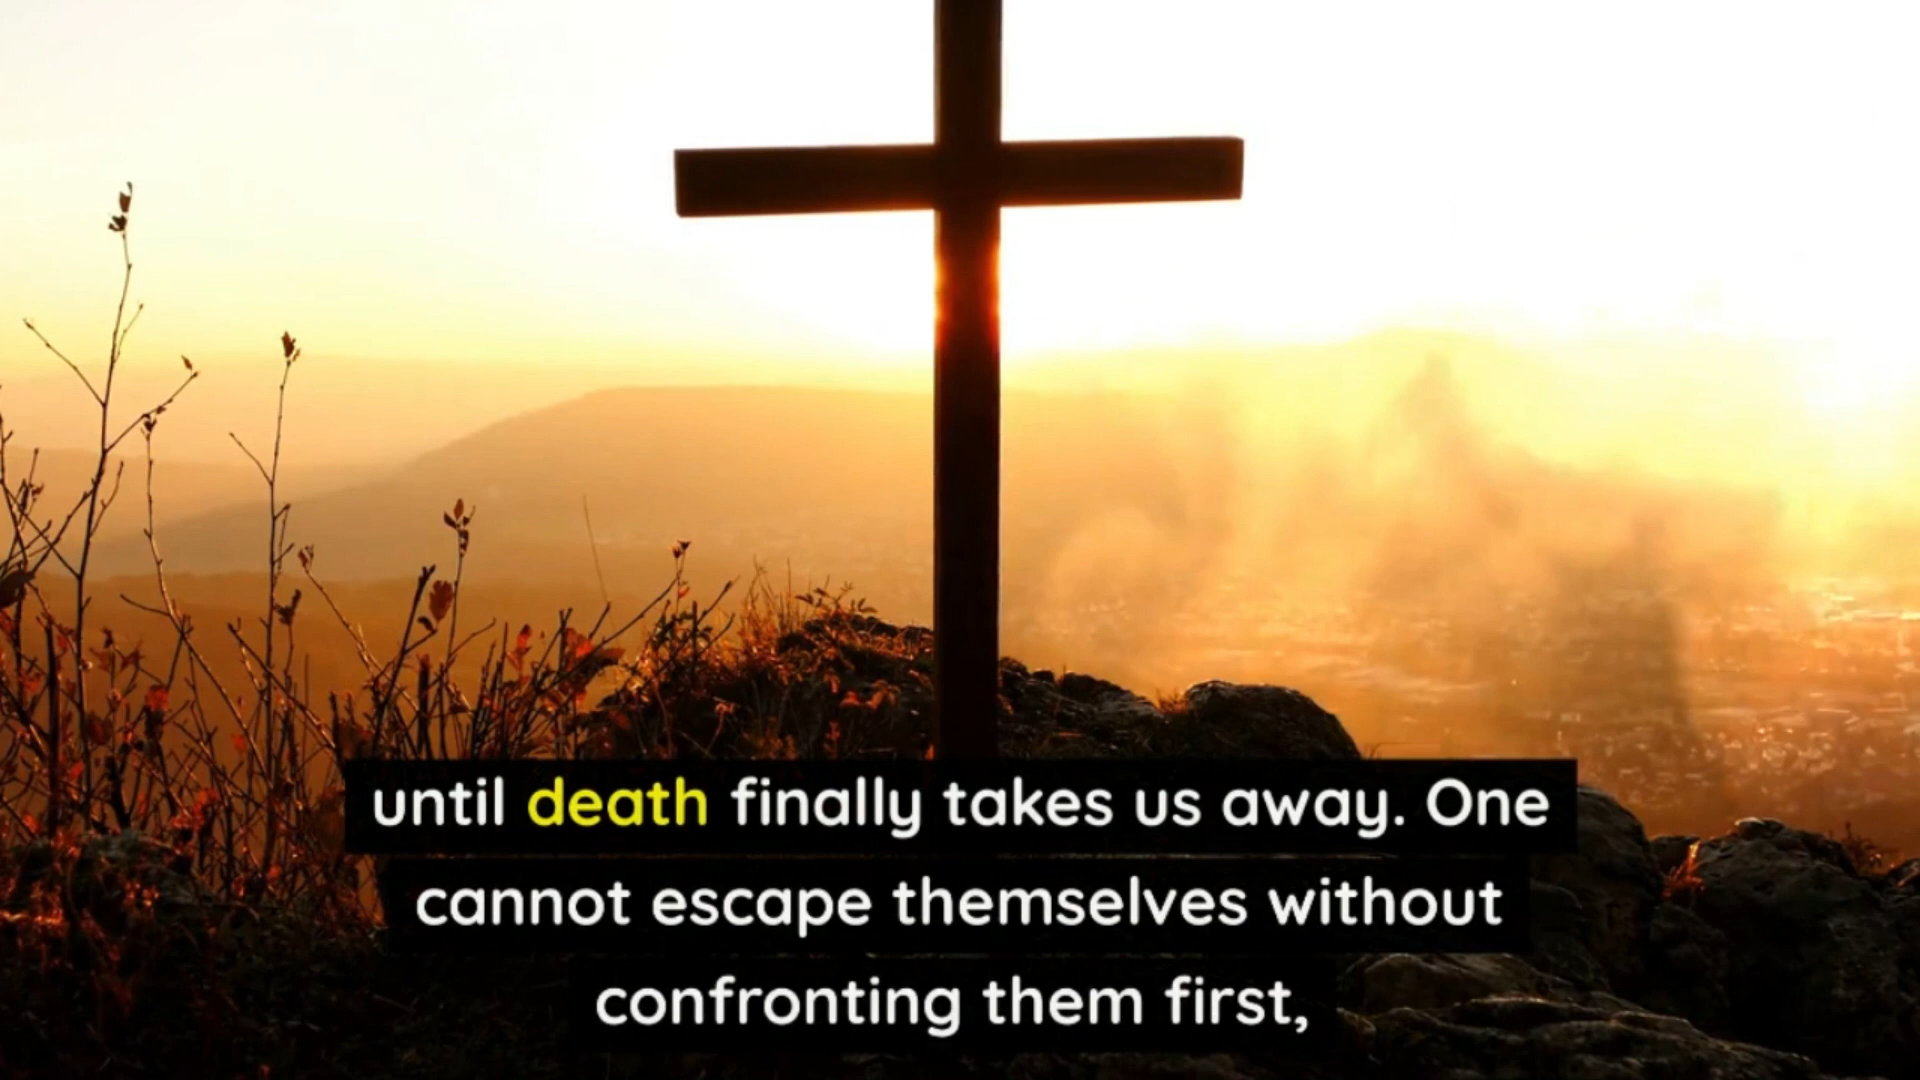 until death finally takes us away. One
cannot escape themselves without
confronting them first,